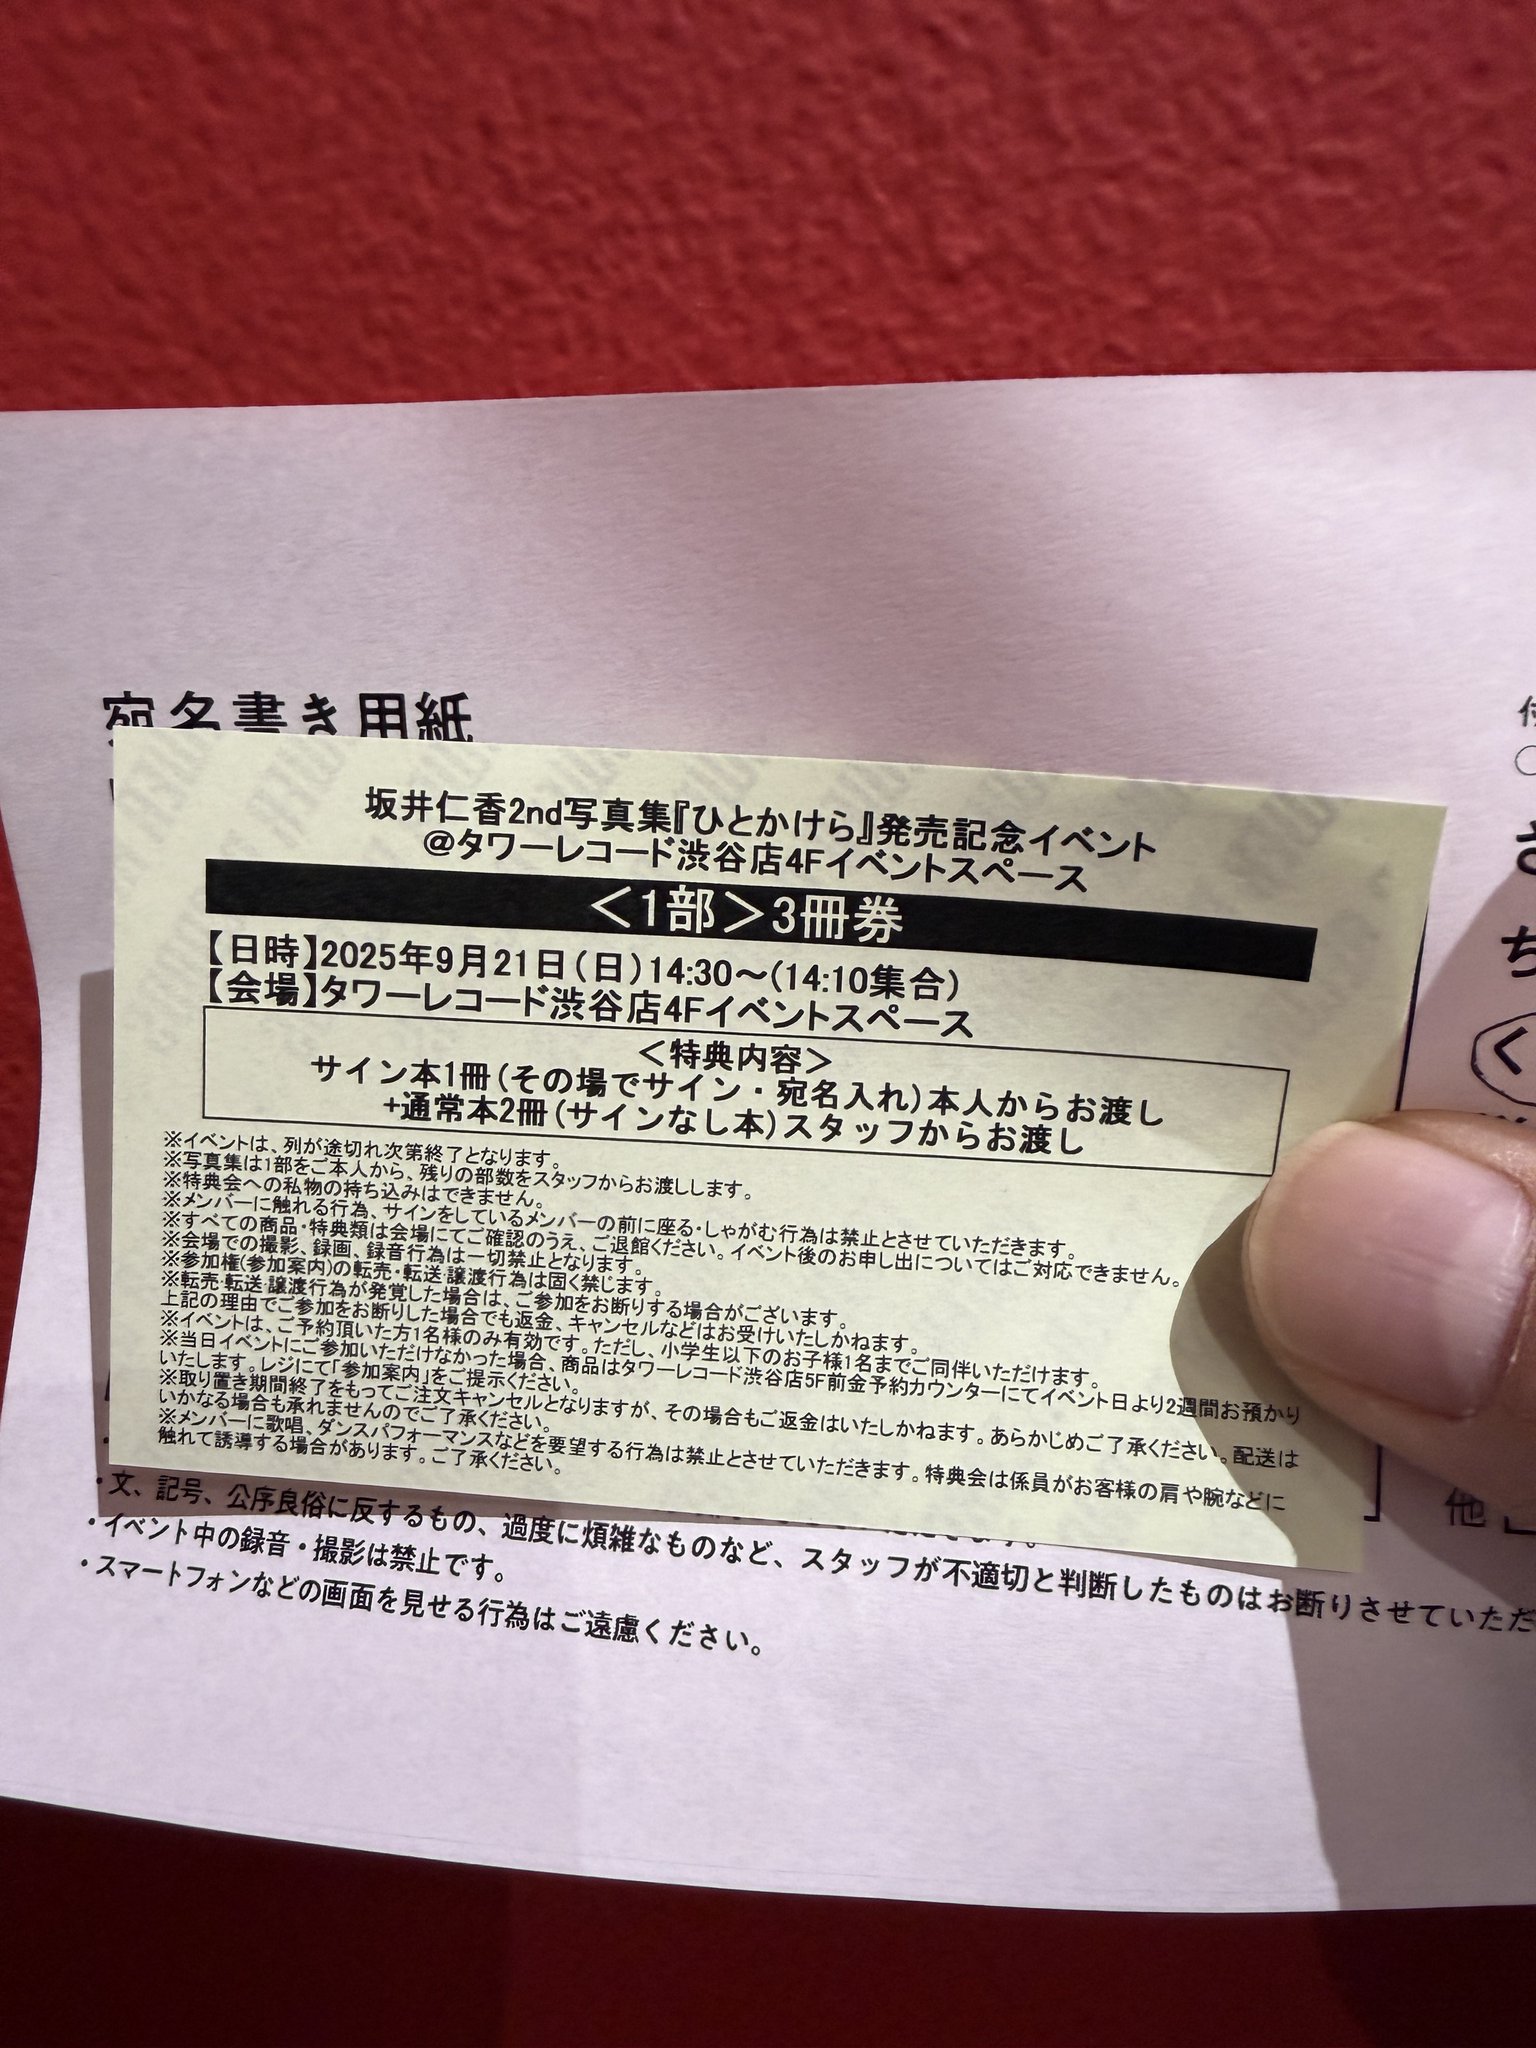 宛名書き用紙
坂井仁香2nd写真集『ひとかけら』発売記念イベント
@タワーレコード渋谷店4Fイベントスペース
＜1部＞3冊券
【日時】2025年9月21日(日)14:30～(14:10集合)
【会場】タワーレコード渋谷店4Fイベントスペース
＜特典内容＞
サイン本1冊(その場でサイン・宛名入れ)本人からお渡し
+通常本2冊(サインなし本)スタッフからお渡し
※イベントは、列が途切れ次第終了となります。
※写真集は1部をご本人から、残りの部数をスタッフからお渡しします。
※特典会への私物の持ち込みはできません。
※メンバーに触れる行為、サインをしているメンバーの前に座る・しゃがむ行為は禁止とさせていただきます。
※すべての商品・特典類は会場にてご確認のうえ、ご退館ください。イベント後のお申し出についてはご対応できません。
※会場での撮影、録画、録音行為は一切禁止となります。
※参加権(参加案内)の転売・転送・譲渡行為は固く禁じます。
※転売・転送・譲渡行為が発覚した場合は、ご参加をお断りする場合がございます。
上記の理由でご参加をお断りした場合でも返金、キャンセルなどはお受けいたしかねます。
※イベントは、ご予約頂いた方1名様のみ有効です。ただし、小学生以下のお子様1名までご同伴いただけます。
※当日イベントにご参加いただけなかった場合、商品はタワーレコード渋谷店5F前金予約カウンターにてイベント日より2週間お預かり
いたします。レジにて「参加案内」をご提示ください。
※取り置き期間終了をもってご注文キャンセルとなりますが、その場合もご返金はいたしかねます。あらかじめご了承ください。配送は
いかなる場合も承れませんのでご了承ください。
※メンバーに歌唱、ダンスパフォーマンスなどを要望する行為は禁止とさせていただきます。特典会は係員がお客様の肩や腕などに
触れて誘導する場合があります。ご了承ください。
・文、記号、公序良俗に反するもの、過度に煩雑なものなど、スタッフが不適切と判断したものはお断りさせていただ
・イベント中の録音・撮影は禁止です。
・スマートフォンなどの画面を見せる行為はご遠慮ください。
ち
く
他